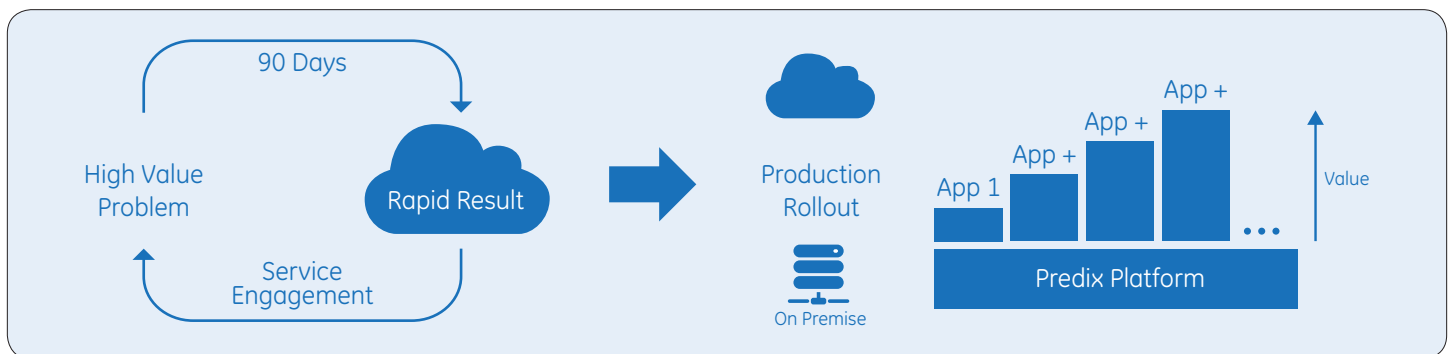 90 Days
High Value
Problem
Rapid Result
Service
Engagement
Production
Rollout
On Premise
App 1
App +
App +
App +
Value
Predix Platform